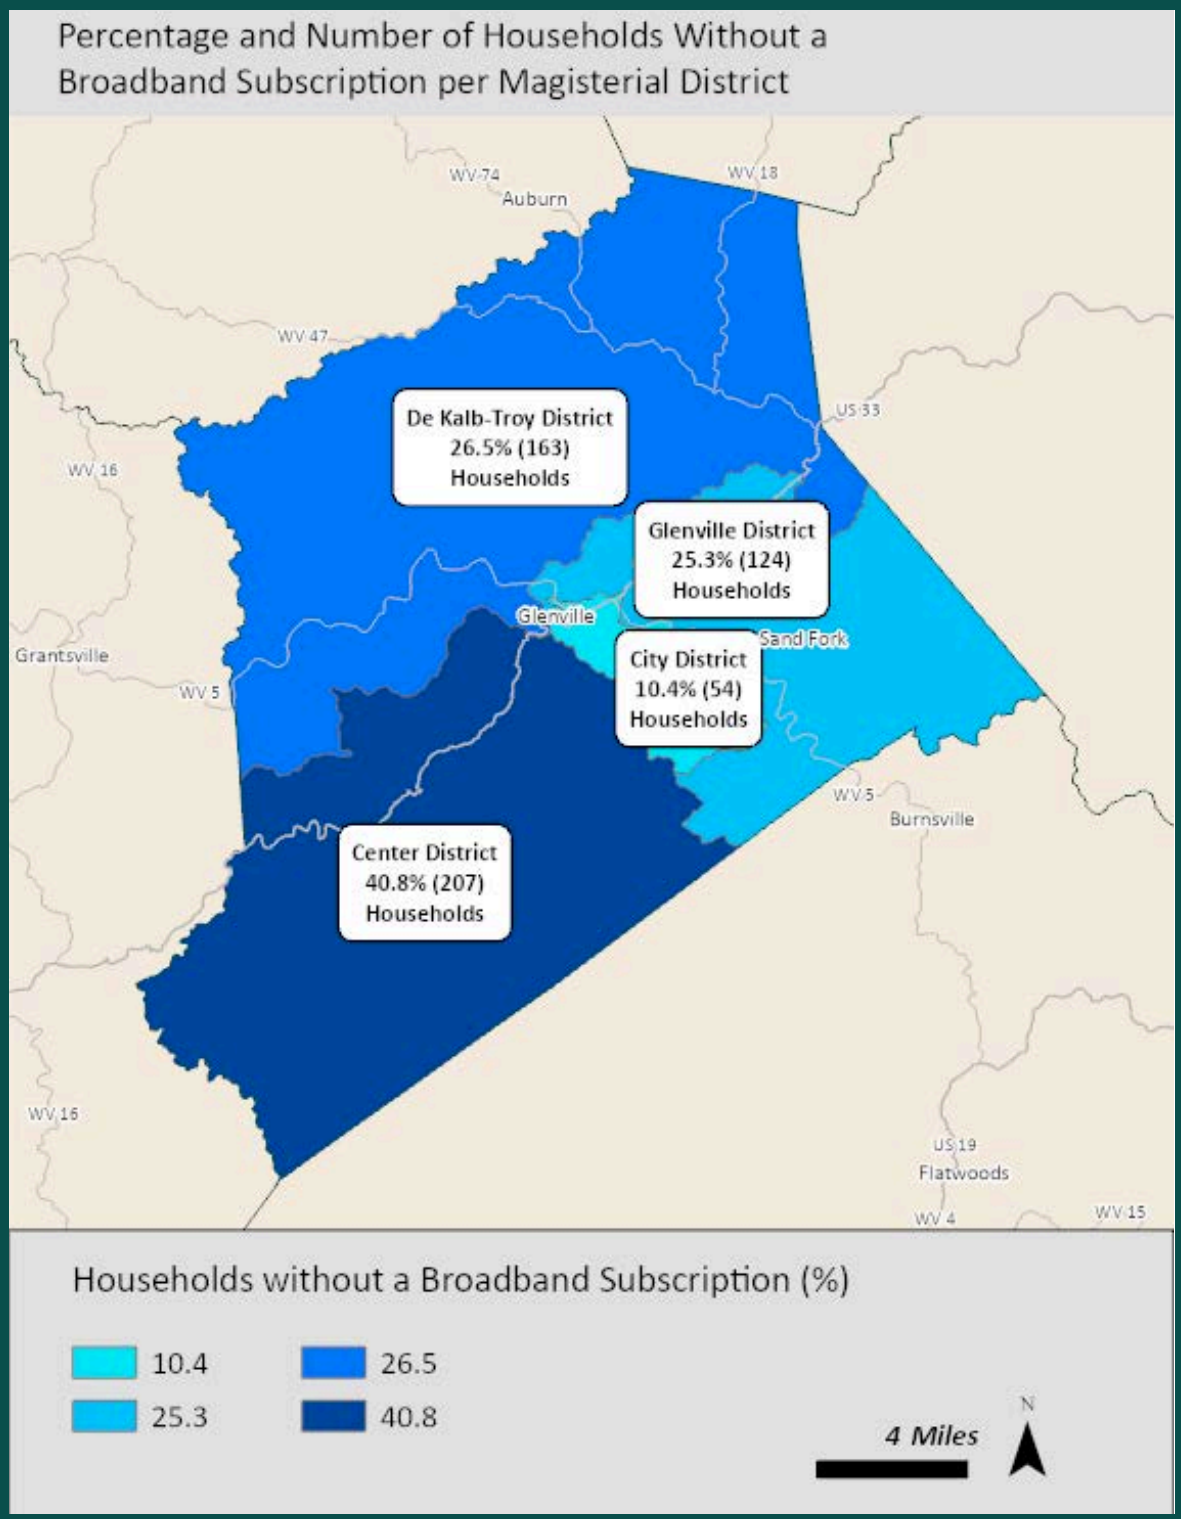 Percentage and Number of Households Without a
Broadband Subscription per Magisterial District
WV 74
WV 18
Auburn
WV 47
De Kalb-Troy District
26.5% (163)
Households
US 33
WV 16
Glenville District
25.3% (124)
Households
Glenville
Sand Fork
Grantsville
City District
10.4% (54)
Households
WV 5
WV 5
Burnsville
Center District
40.8% (207)
Households
WV 16
US 19
Flatwoods
WV 4
WV 15
Households without a Broadband Subscription (%)
10.4
26.5
25.3
40.8
4 Miles
N